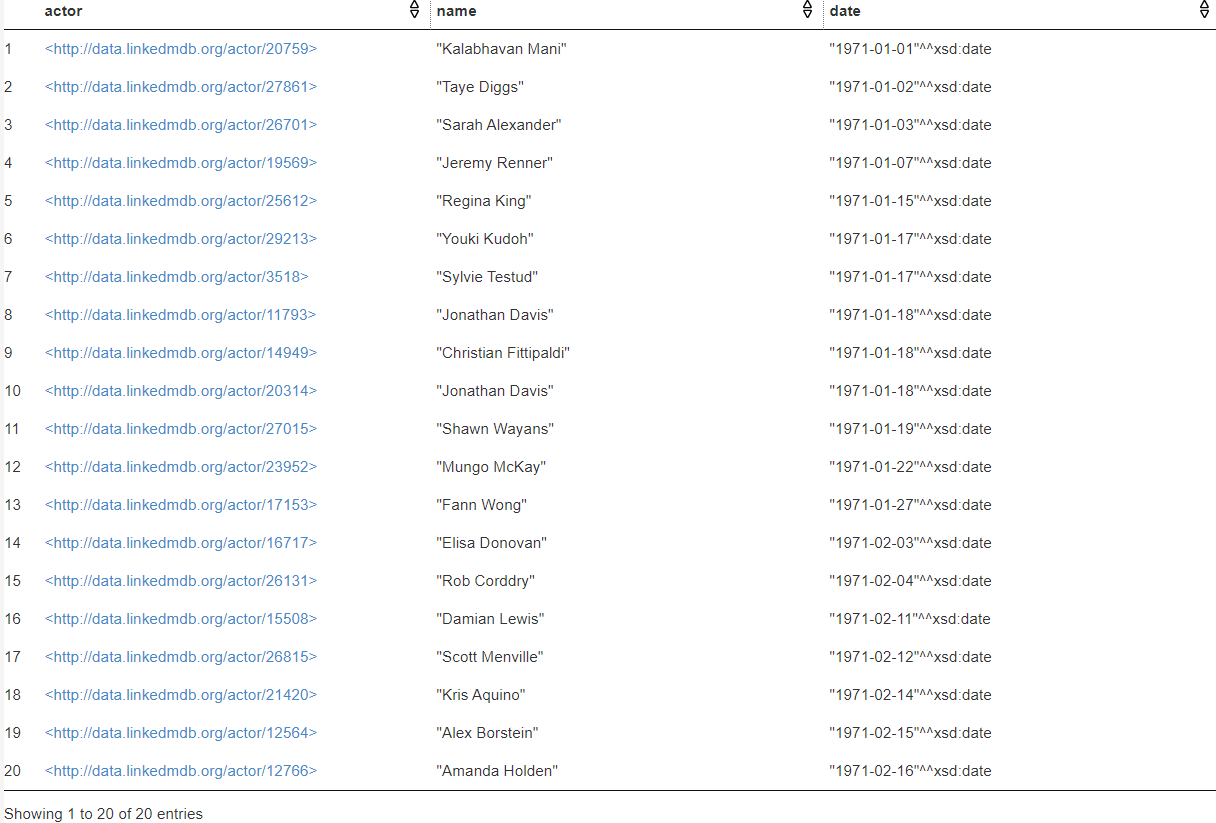 actor name date
1 <http://data.linkedmdb.org/actor/20759> "Kalabhavan Mani" "1971-01-01"^^xsd:date
2 <http://data.linkedmdb.org/actor/27861> "Taye Diggs" "1971-01-02"^^xsd:date
3 <http://data.linkedmdb.org/actor/26701> "Sarah Alexander" "1971-01-03"^^xsd:date
4 <http://data.linkedmdb.org/actor/19569> "Jeremy Renner" "1971-01-07"^^xsd:date
5 <http://data.linkedmdb.org/actor/25612> "Regina King" "1971-01-15"^^xsd:date
6 <http://data.linkedmdb.org/actor/29213> "Youki Kudoh" "1971-01-17"^^xsd:date
7 <http://data.linkedmdb.org/actor/3518> "Sylvie Testud" "1971-01-17"^^xsd:date
8 <http://data.linkedmdb.org/actor/11793> "Jonathan Davis" "1971-01-18"^^xsd:date
9 <http://data.linkedmdb.org/actor/14949> "Christian Fittipaldi" "1971-01-18"^^xsd:date
10 <http://data.linkedmdb.org/actor/20314> "Jonathan Davis" "1971-01-18"^^xsd:date
11 <http://data.linkedmdb.org/actor/27015> "Shawn Wayans" "1971-01-19"^^xsd:date
12 <http://data.linkedmdb.org/actor/23952> "Mungo McKay" "1971-01-22"^^xsd:date
13 <http://data.linkedmdb.org/actor/17153> "Fann Wong" "1971-01-27"^^xsd:date
14 <http://data.linkedmdb.org/actor/16717> "Elisa Donovan" "1971-02-03"^^xsd:date
15 <http://data.linkedmdb.org/actor/26131> "Rob Corddry" "1971-02-04"^^xsd:date
16 <http://data.linkedmdb.org/actor/15508> "Damian Lewis" "1971-02-11"^^xsd:date
17 <http://data.linkedmdb.org/actor/26815> "Scott Menville" "1971-02-12"^^xsd:date
18 <http://data.linkedmdb.org/actor/21420> "Kris Aquino" "1971-02-14"^^xsd:date
19 <http://data.linkedmdb.org/actor/12564> "Alex Borstein" "1971-02-15"^^xsd:date
20 <http://data.linkedmdb.org/actor/12766> "Amanda Holden" "1971-02-16"^^xsd:date
Showing 1 to 20 of 20 entries